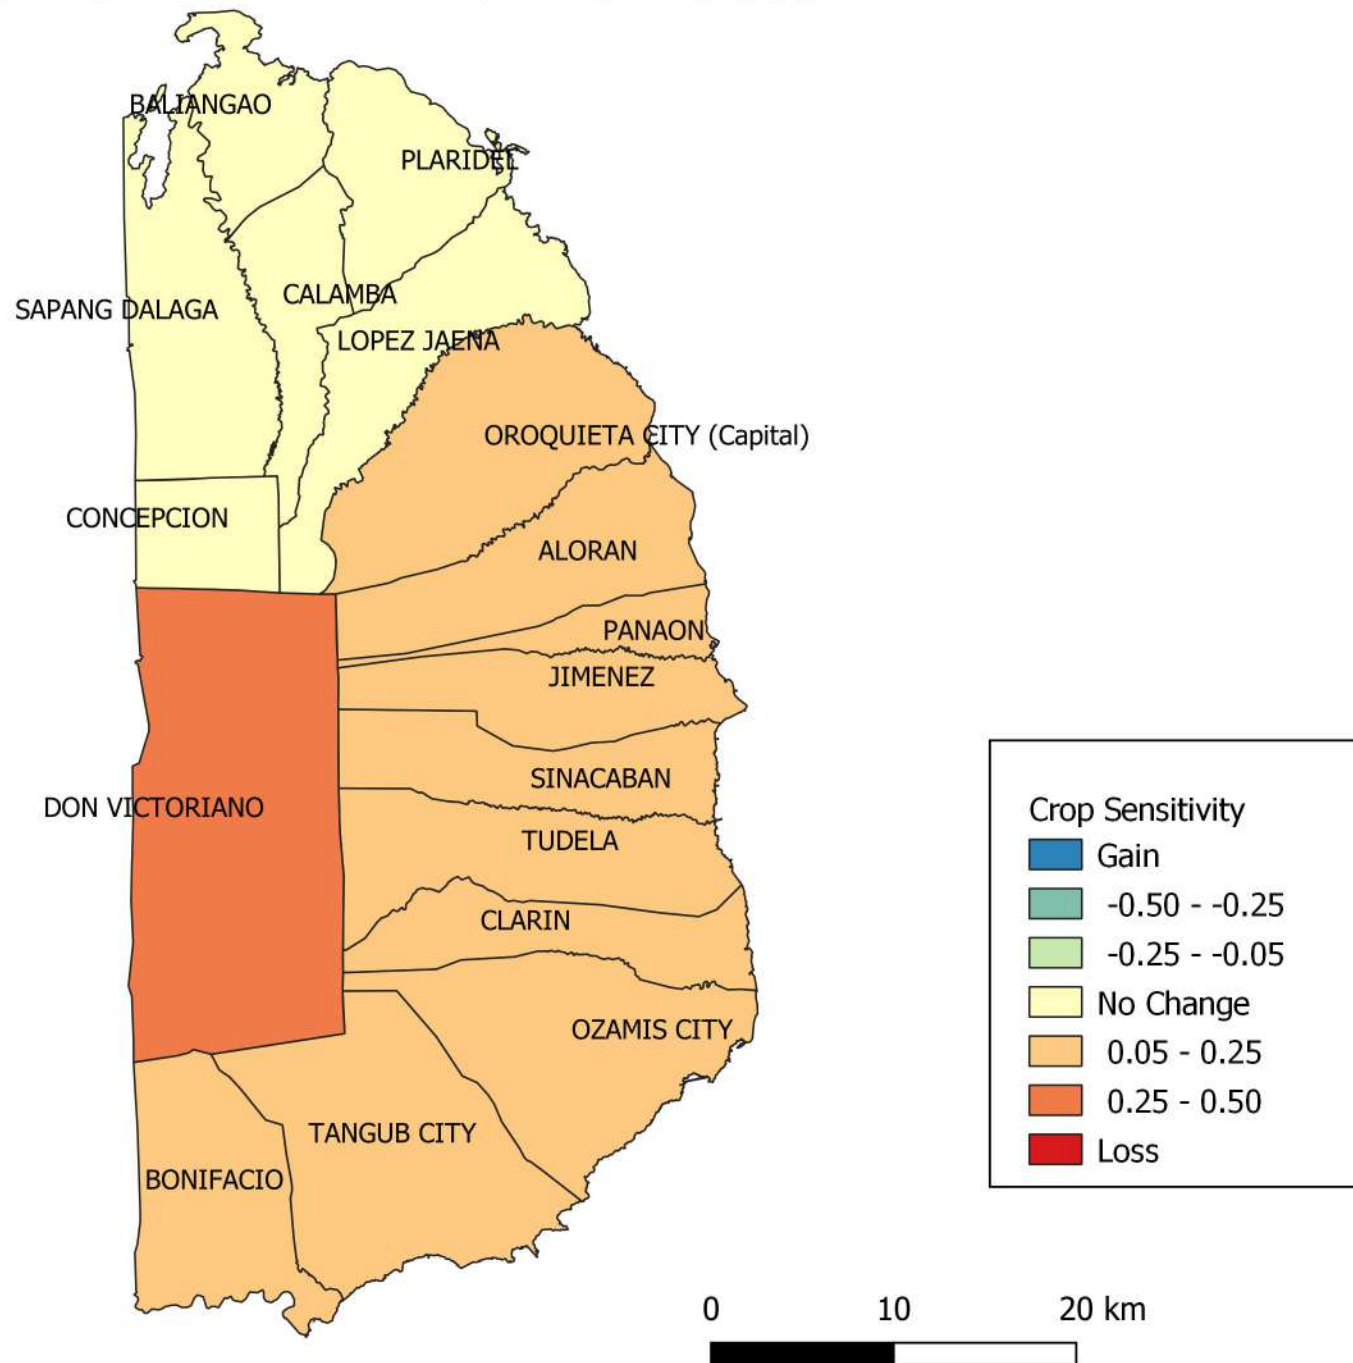 BALIANGAO
PLARIDEL
SAPANG DALAGA
CALAMBA
LOPEZ JAENA
OROQUIETA CITY (Capital)
CONCEPCION
ALORAN
PANAON
JIMENEZ
SINACABAN
DON VICTORIANO
TUDELA
CLARIN
OZAMIS CITY
TANGUB CITY
BONIFACIO
Crop Sensitivity
Gain
-0.50 - -0.25
-0.25 - -0.05
No Change
0.05 - 0.25
0.25 - 0.50
Loss
0 10 20 km